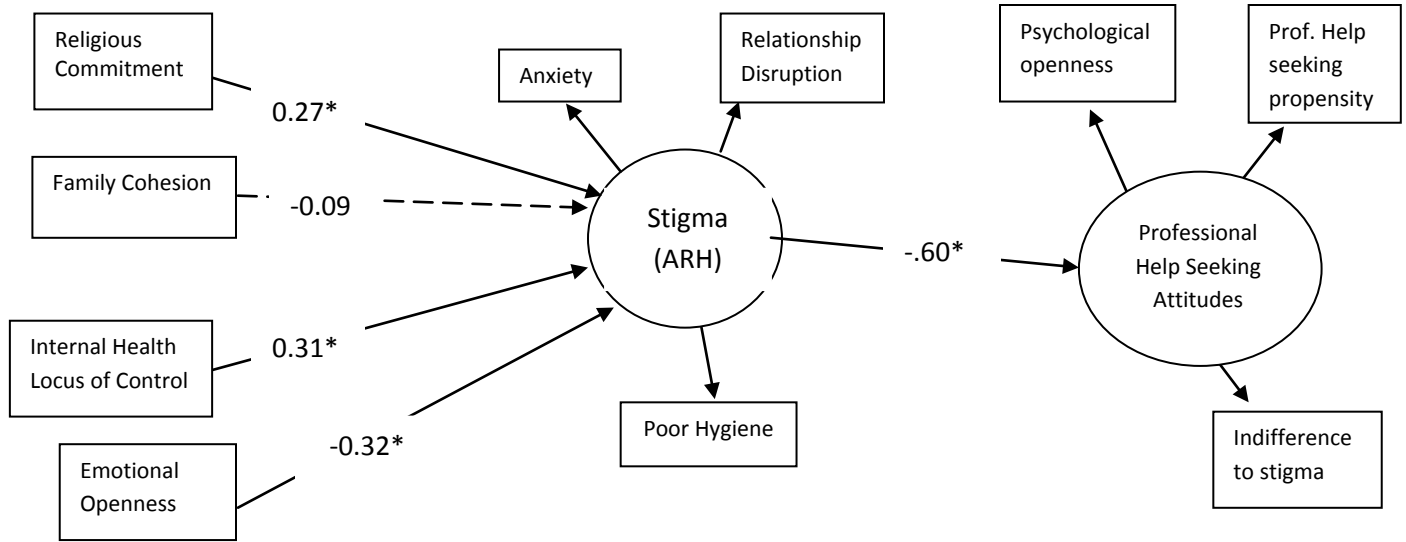 Religious
Commitment
0.27*
Family Cohesion
-0.09
Internal Health
Locus of Control
0.31*
Emotional
Openness
-0.32*
Anxiety
Relationship
Disruption
Stigma
(ARH)
Poor Hygiene
-.60*
Psychological
openness
Prof. Help
seeking
propensity
Professional
Help Seeking
Attitudes
Indifference
to stigma